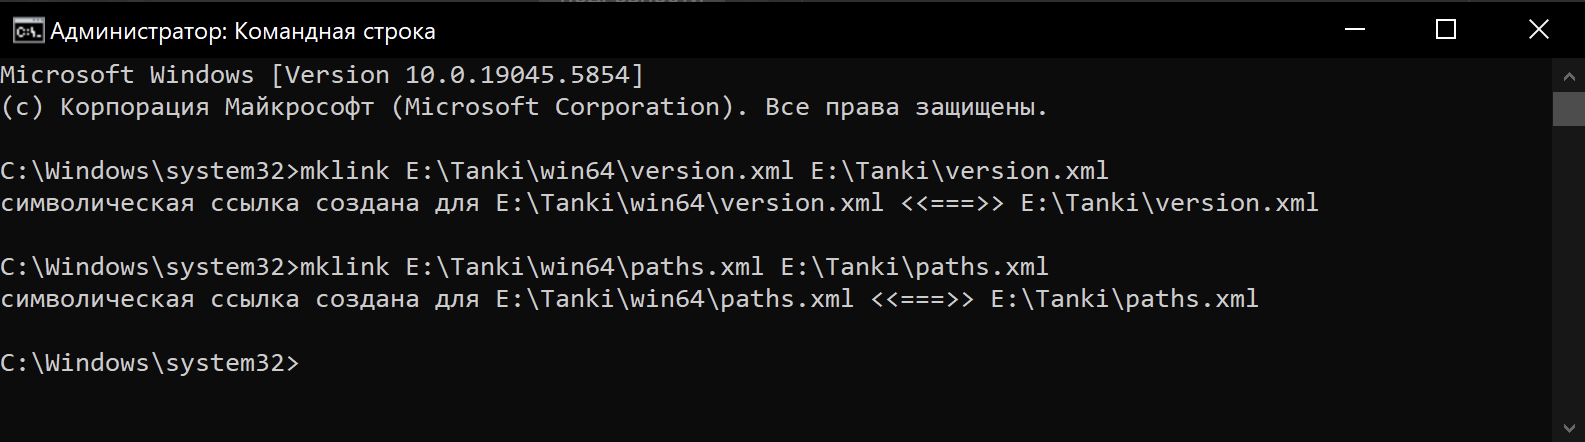 Администратор: Командная строка
Microsoft Windows [Version 10.0.19045.5854]
(c) Корпорация Майкрософт (Microsoft Corporation). Все права защищены.
C:\Windows\system32>mklink E:\Tanki\win64\version.xml E:\Tanki\version.xml
символическая ссылка создана для E:\Tanki\win64\version.xml <<===>> E:\Tanki\version.xml
C:\Windows\system32>mklink E:\Tanki\win64\paths.xml E:\Tanki\paths.xml
символическая ссылка создана для E:\Tanki\win64\paths.xml <<===>> E:\Tanki\paths.xml
C:\Windows\system32>